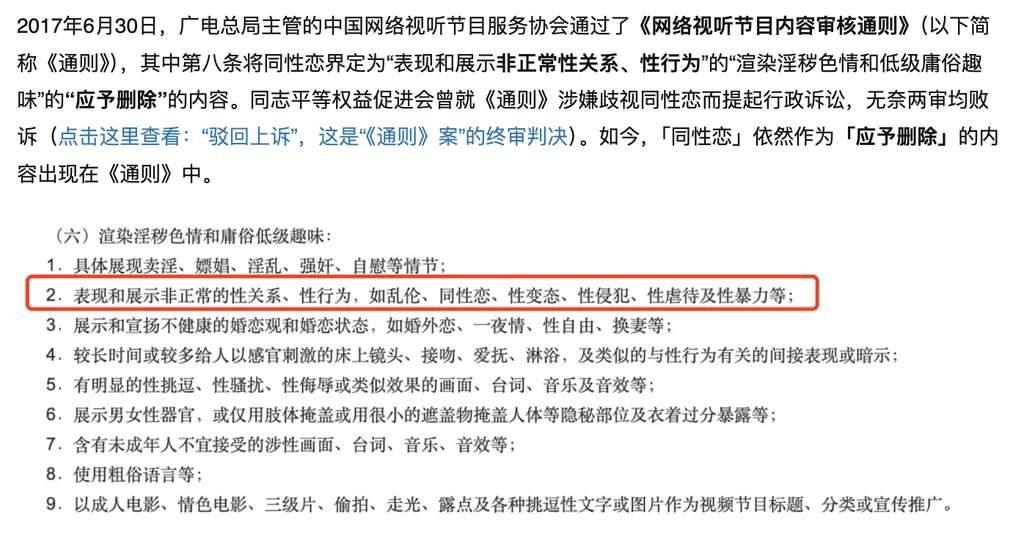 2017年6月30日，广电总局主管的中国网络视听节目服务协会通过了《网络视听节目内容审核通则》（以下简
称《通则》），其中第八条将同性恋界定为“表现和展示非正常性关系、性行为”的“渲染淫秽色情和低级庸俗趣
味”的“应予删除”的内容。同志平等权益促进会曾就《通则》涉嫌歧视同性恋而提起行政诉讼，无奈两审均败
诉（点击这里查看：“驳回上诉”，这是“《通则》案”的终审判决）。如今，「同性恋」依然作为「应予删除」的内
容出现在《通则》中。
（六）渲染淫秽色情和庸俗低级趣味：
1．具体展现卖淫、嫖娼、淫乱、强奸、自慰等情节；
2．表现和展示非正常的性关系、性行为，如乱伦、同性恋、性变态、性侵犯、性虐待及性暴力等；
3．展示和宣扬不健康的婚恋观和婚恋状态，如婚外恋、一夜情、性自由、换妻等；
4．较长时间或较多给人以感官刺激的床上镜头、接吻、爱抚、淋浴，及类似的与性行为有关的间接表现或暗示；
5．有明显的性挑逗、性骚扰、性侮辱或类似效果的画面、台词、音乐及音效等；
6．展示男女性器官，或仅用肢体掩盖或用很小的遮盖物掩盖人体等隐秘部位及衣着过分暴露等；
7．含有未成年人不宜接受的涉性画面、台词、音乐、音效等；
8．使用粗俗语言等；
9．以成人电影、情色电影、三级片、偷拍、走光、露点及各种挑逗性文字或图片作为视频节目标题、分类或宣传推广。